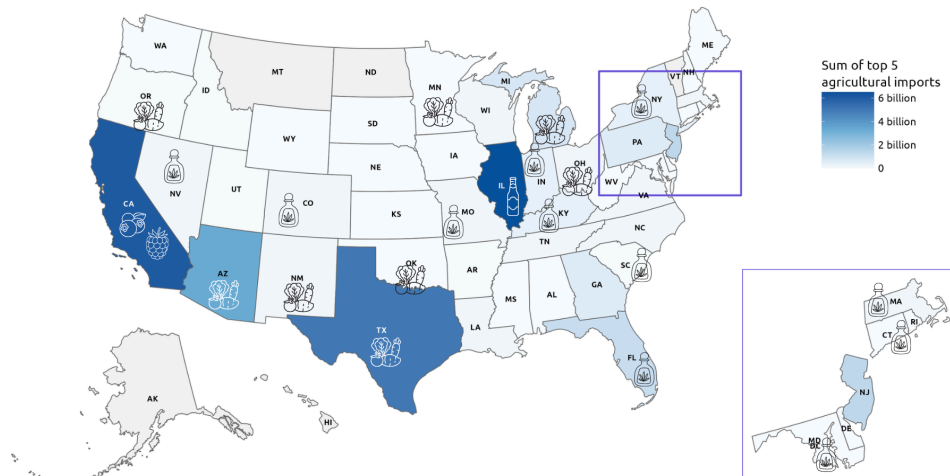 ME
WA
VT
NH
MT
ND
MN
OR
ID
MI
WI
NY
SD
WY
PA
IA
NE
OH
IN
IL
NV
UT
WV
VA
CO
CA
KS
MO
KY
NC
TN
OK
AZ
NM
AR
SC
GA
MS
AL
TX
LA
FL
AK
HI
Sum of top 5
agricultural imports
6 billion
4 billion
2 billion
0
MA
RI
CT
NJ
DE
MD
DC